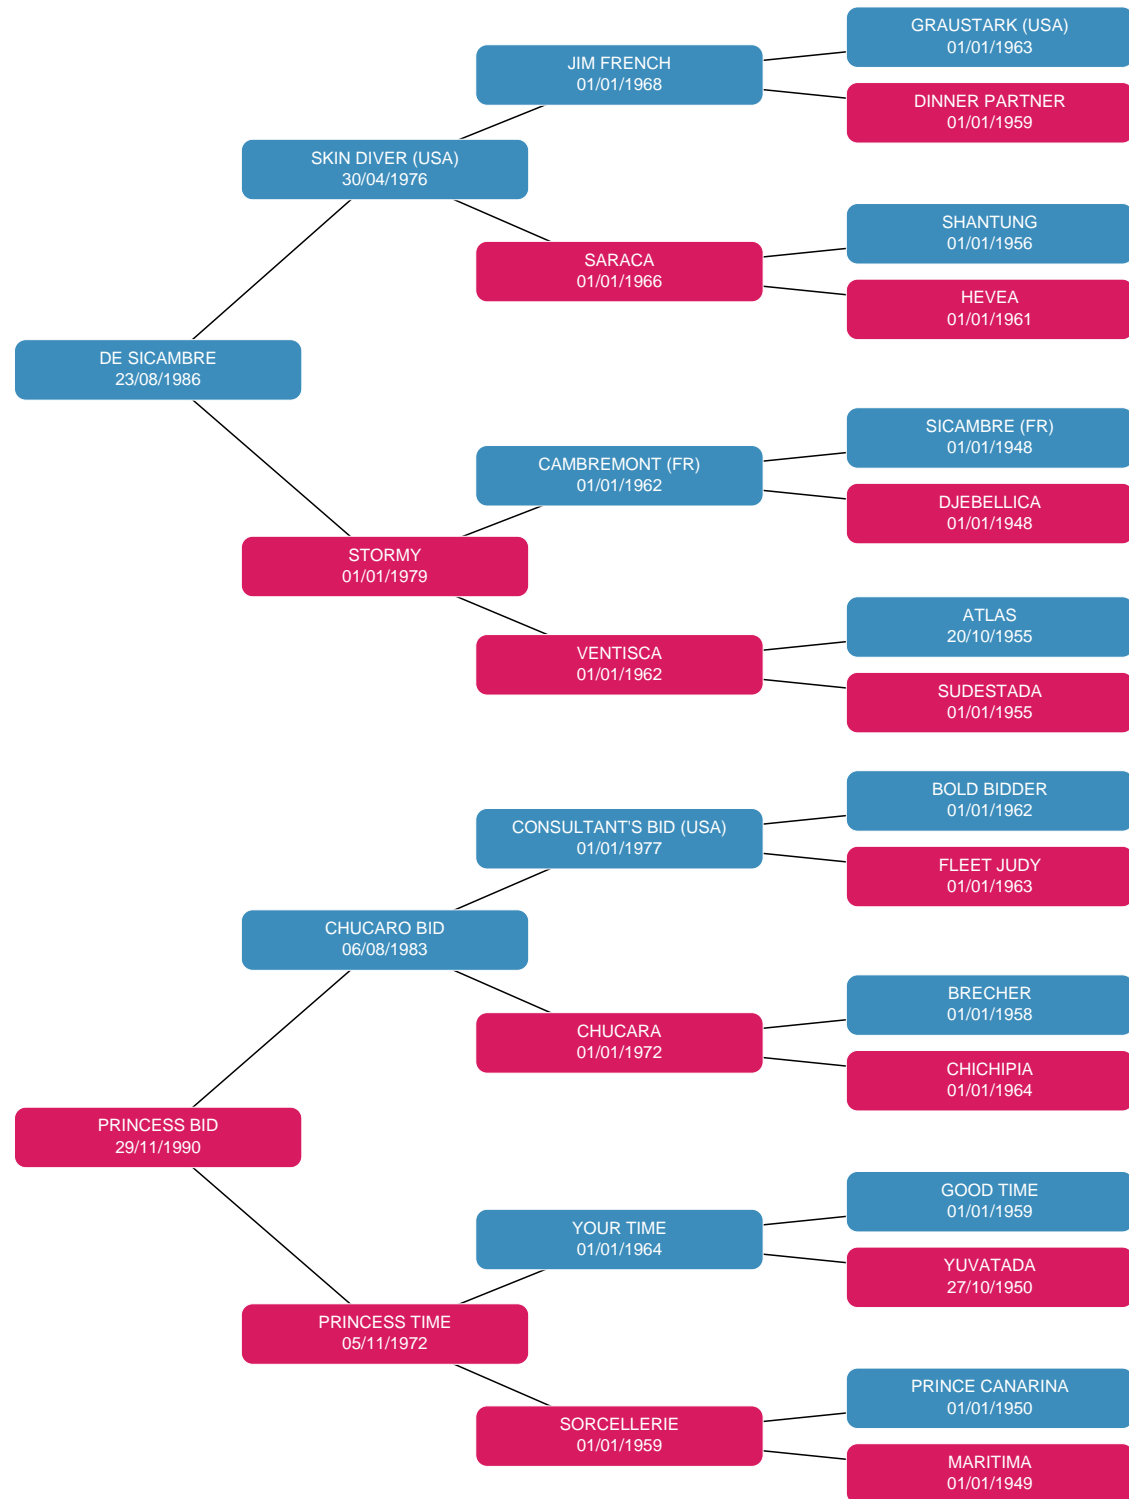 GRAUSTARK (USA)
01/01/1963
JIM FRENCH
01/01/1968
DINNER PARTNER
01/01/1959
SKIN DIVER (USA)
30/04/1976
SHANTUNG
01/01/1956
SARACA
01/01/1966
HEVEA
01/01/1961
DE SICAMBRE
23/08/1986
SICAMBRE (FR)
01/01/1948
CAMBREMONT (FR)
01/01/1962
DJEBELLICA
01/01/1948
STORMY
01/01/1979
ATLAS
20/10/1955
VENTISCA
01/01/1962
SUDESTADA
01/01/1955
BOLD BIDDER
01/01/1962
CONSULTANT'S BID (USA)
01/01/1977
FLEET JUDY
01/01/1963
CHUCARO BID
06/08/1983
BRECHER
01/01/1958
CHUCARA
01/01/1972
CHICHIPIA
01/01/1964
PRINCESS BID
29/11/1990
GOOD TIME
01/01/1959
YOUR TIME
01/01/1964
YUVATADA
27/10/1950
PRINCESS TIME
05/11/1972
PRINCE CANARINA
01/01/1950
SORCELLERIE
01/01/1959
MARITIMA
01/01/1949